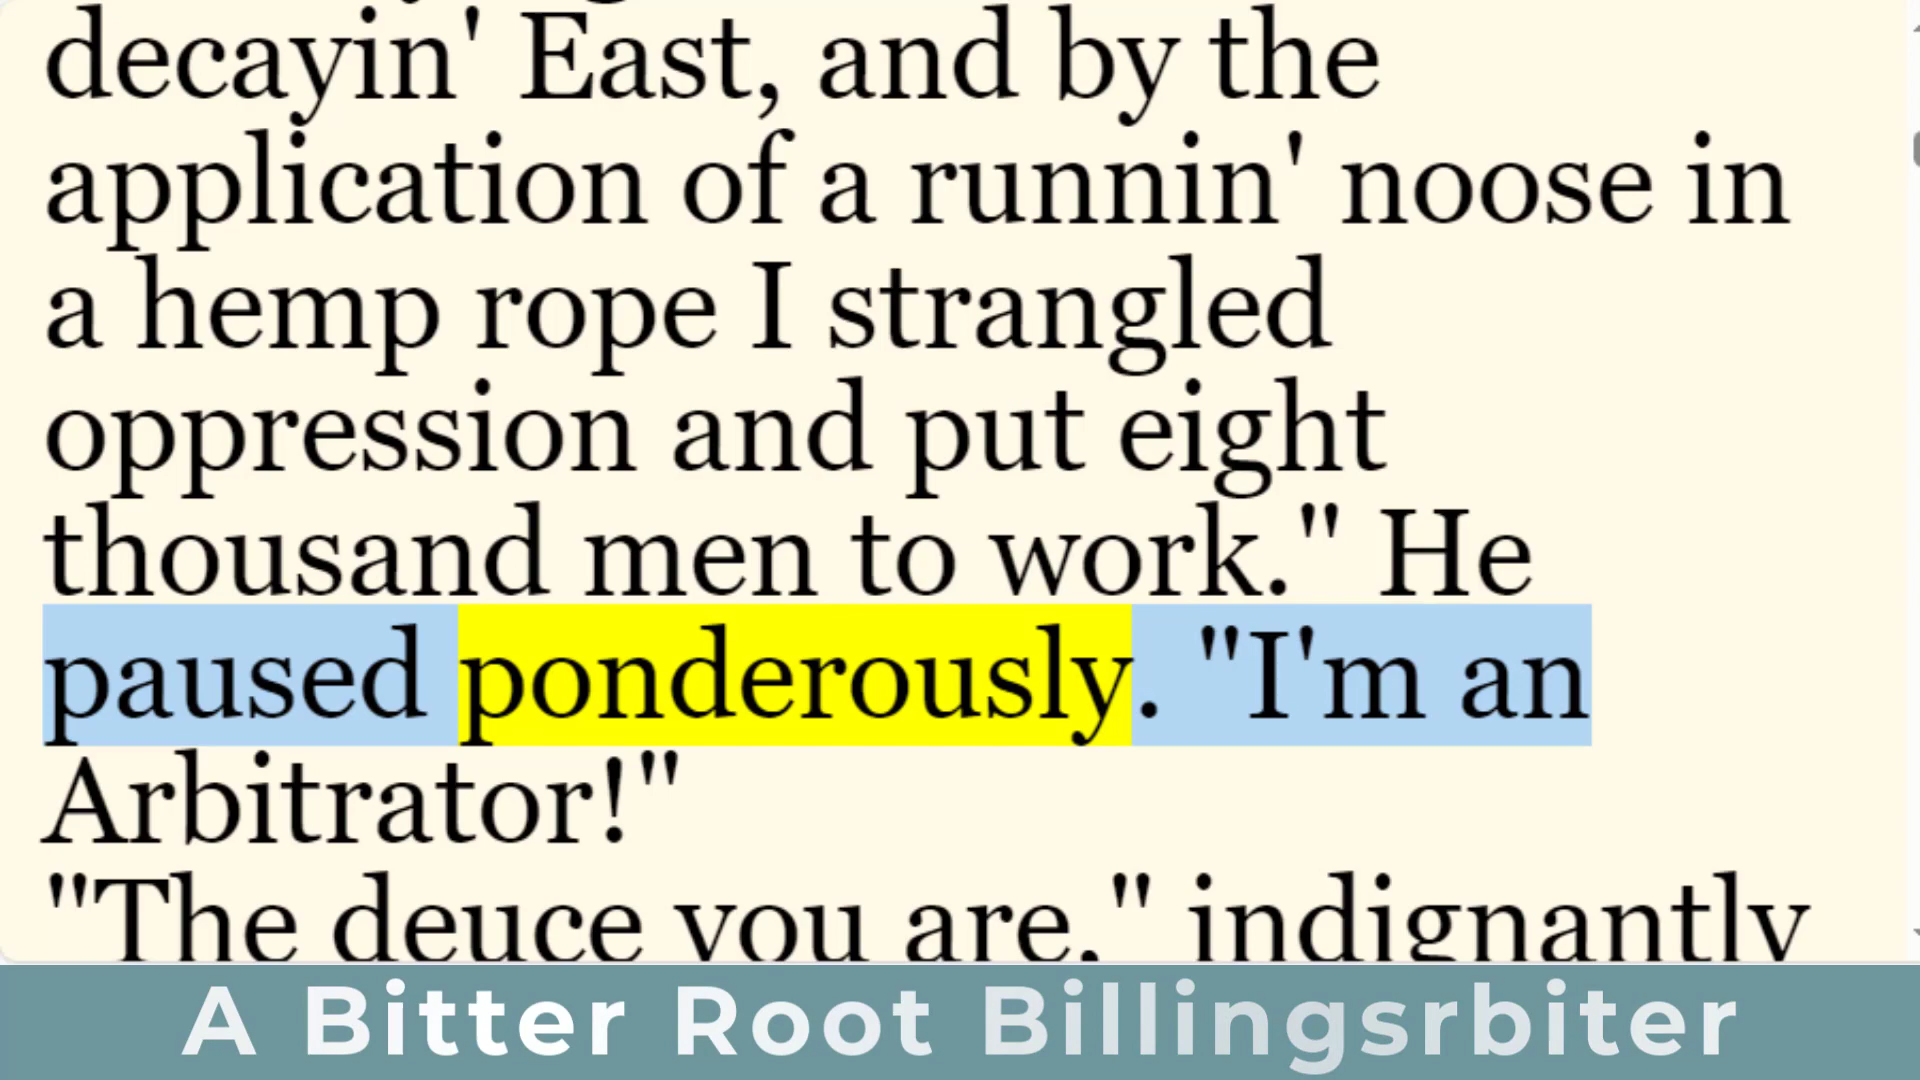 decayin' East, and by the
application of a runnin' noose in
a hemp rope I strangled
oppression and put eight
thousand men to work." He
paused ponderously. "I'm an
Arbitrator!"
"The deuce you are," indignantly
A Bitter Root Billingsrbiter